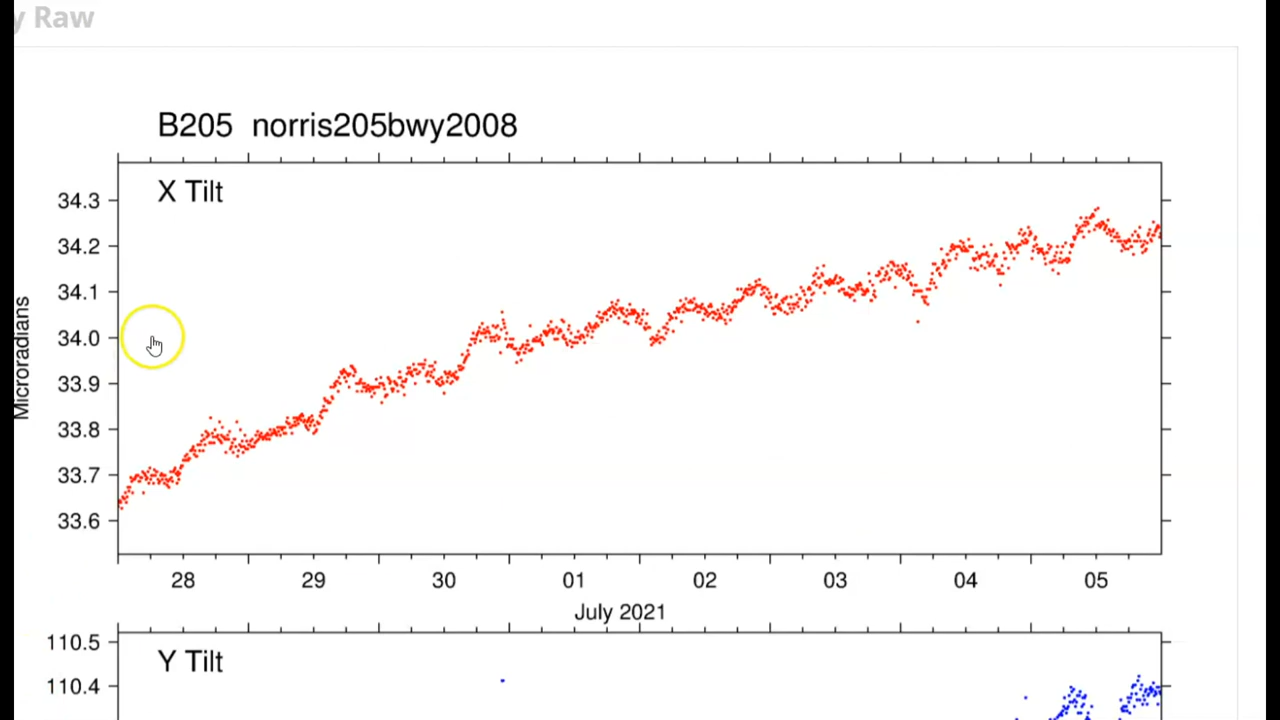 y Raw
B205 norris205bwy2008
X Tilt
34.3
34.2
34.1
34.0
33.9
33.8
33.7
33.6
Microradians
28 29 30 01 02 03 04 05
July 2021
110.5
Y Tilt
110.4